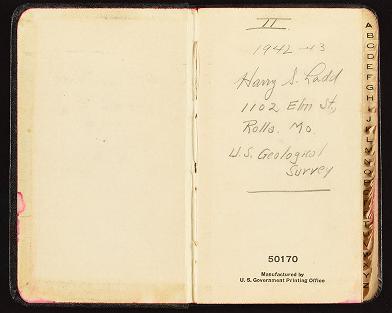 II
1942-43
Harry S. Ladd
1102 Elm St.,
Rolla. Mo.
U.S. Geological
Survey
50170
Manufactured by
U. S. Government Printing Office
A
B
C
D
E
F
G
H